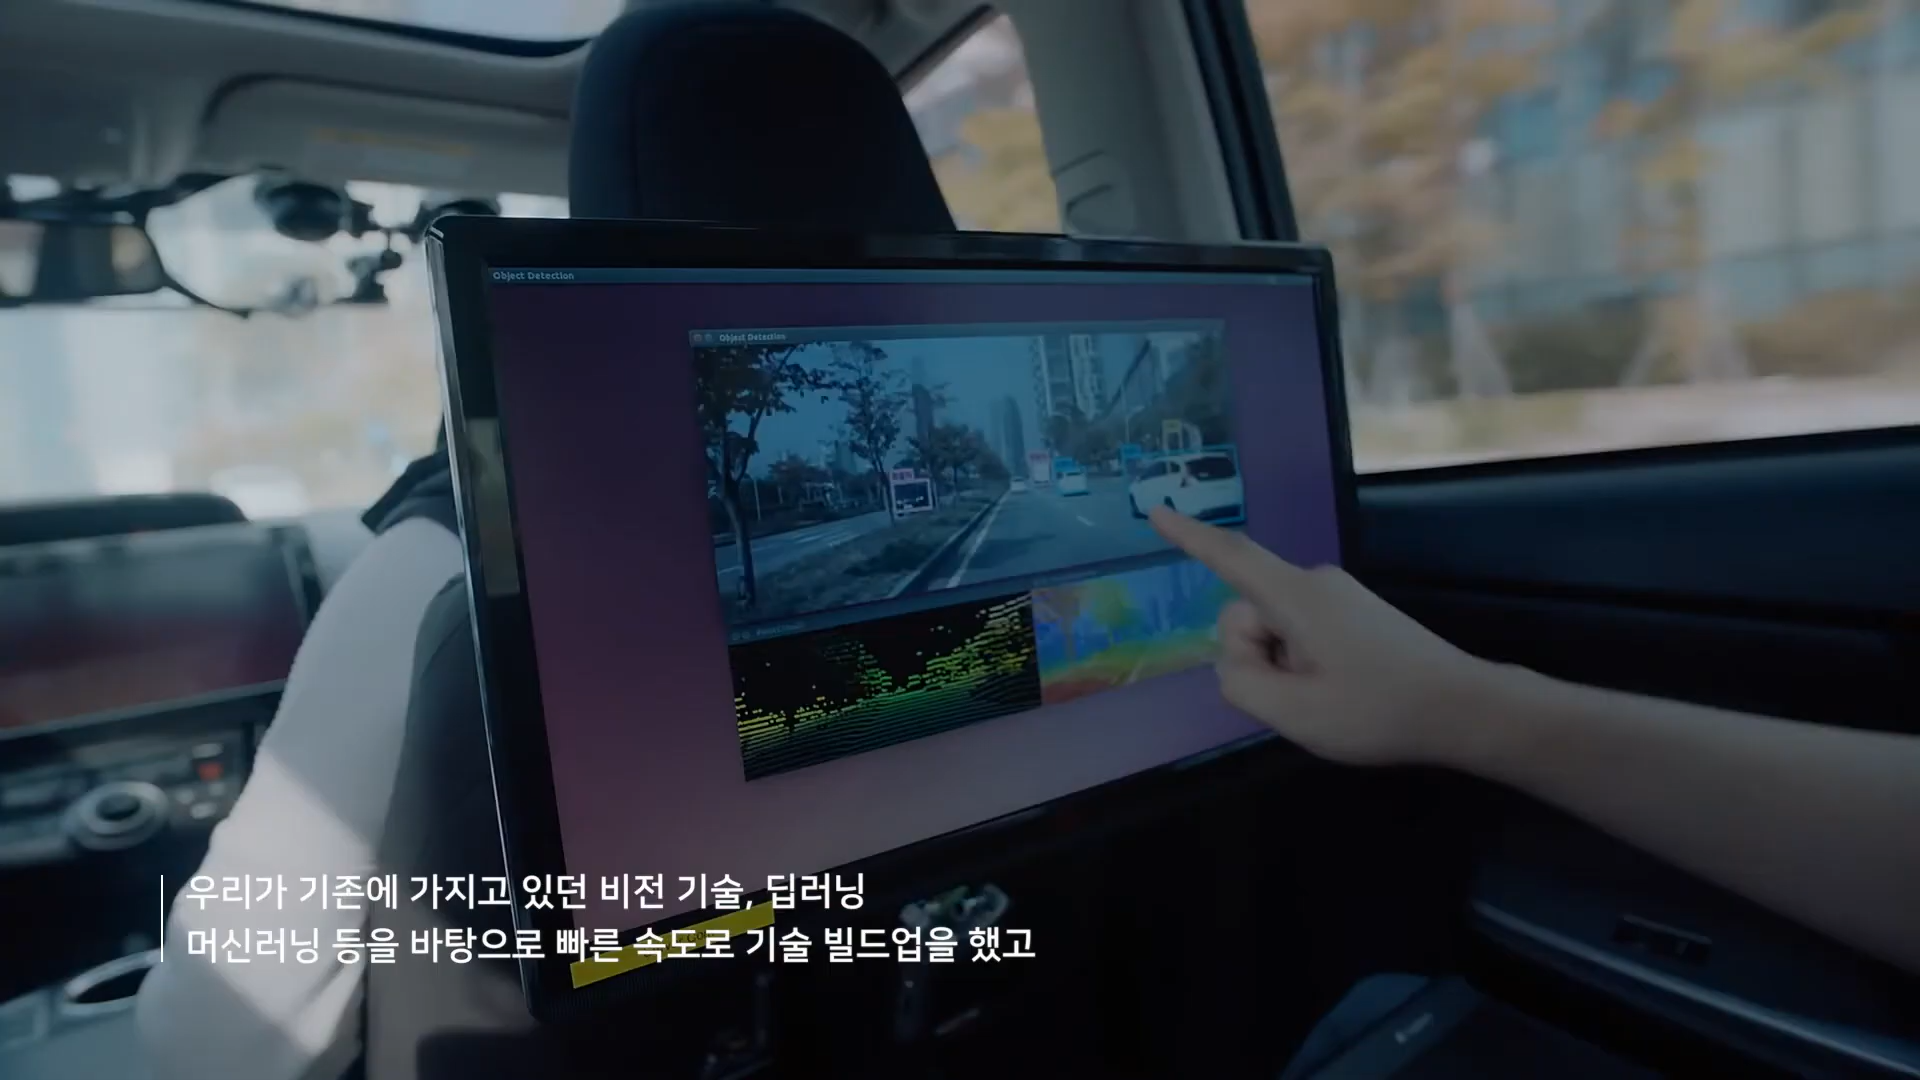 Object Detection
Object Detection
우리가 기존에 가지고 있던 비전 기술, 딥러닝
머신러닝 등을 바탕으로 빠른 속도로 기술 빌드업을 했고